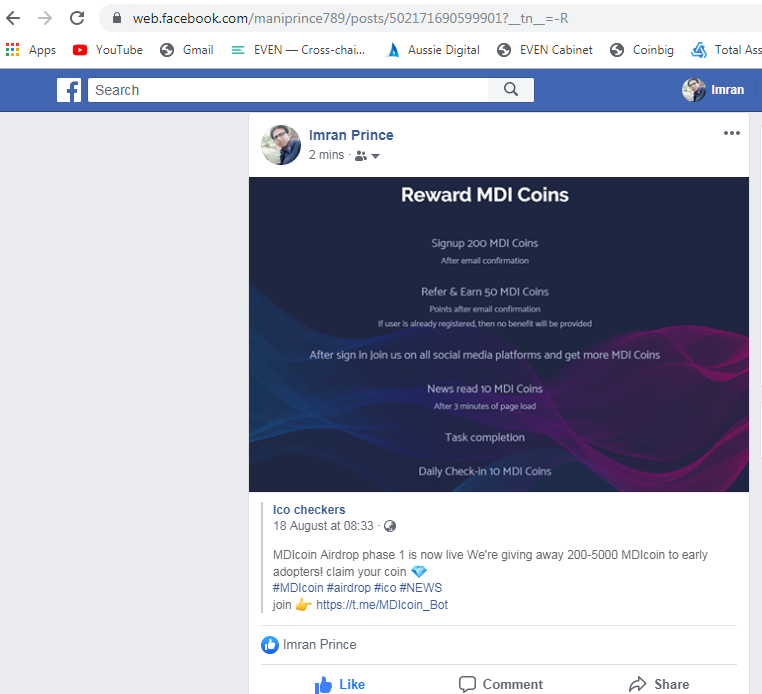 web.facebook.com/maniprince789/posts/502171690599901?__tn__=-R
Apps YouTube Gmail EVEN — Cross-chai... Aussie Digital EVEN Cabinet Coinbig Total Ass
Search
Imran
Imran Prince
2 mins ·
Reward MDI Coins
Signup 200 MDI Coins
After email confirmation
Refer & Earn 50 MDI Coins
Points after email confirmation
If user is already registered, then no benefit will be provided
After sign in Join us on all social media platforms and get more MDI Coins
News read 10 MDI Coins
After 3 minutes of page load
Task completion
Daily Check-in 10 MDI Coins
Ico checkers
18 August at 08:33 ·
MDIcoin Airdrop phase 1 is now live We're giving away 200-5000 MDIcoin to early
adopters! claim your coin 💎
#MDIcoin #airdrop #ico #NEWS
join 👉 https://t.me/MDIcoin_Bot
Imran Prince
Like Comment Share